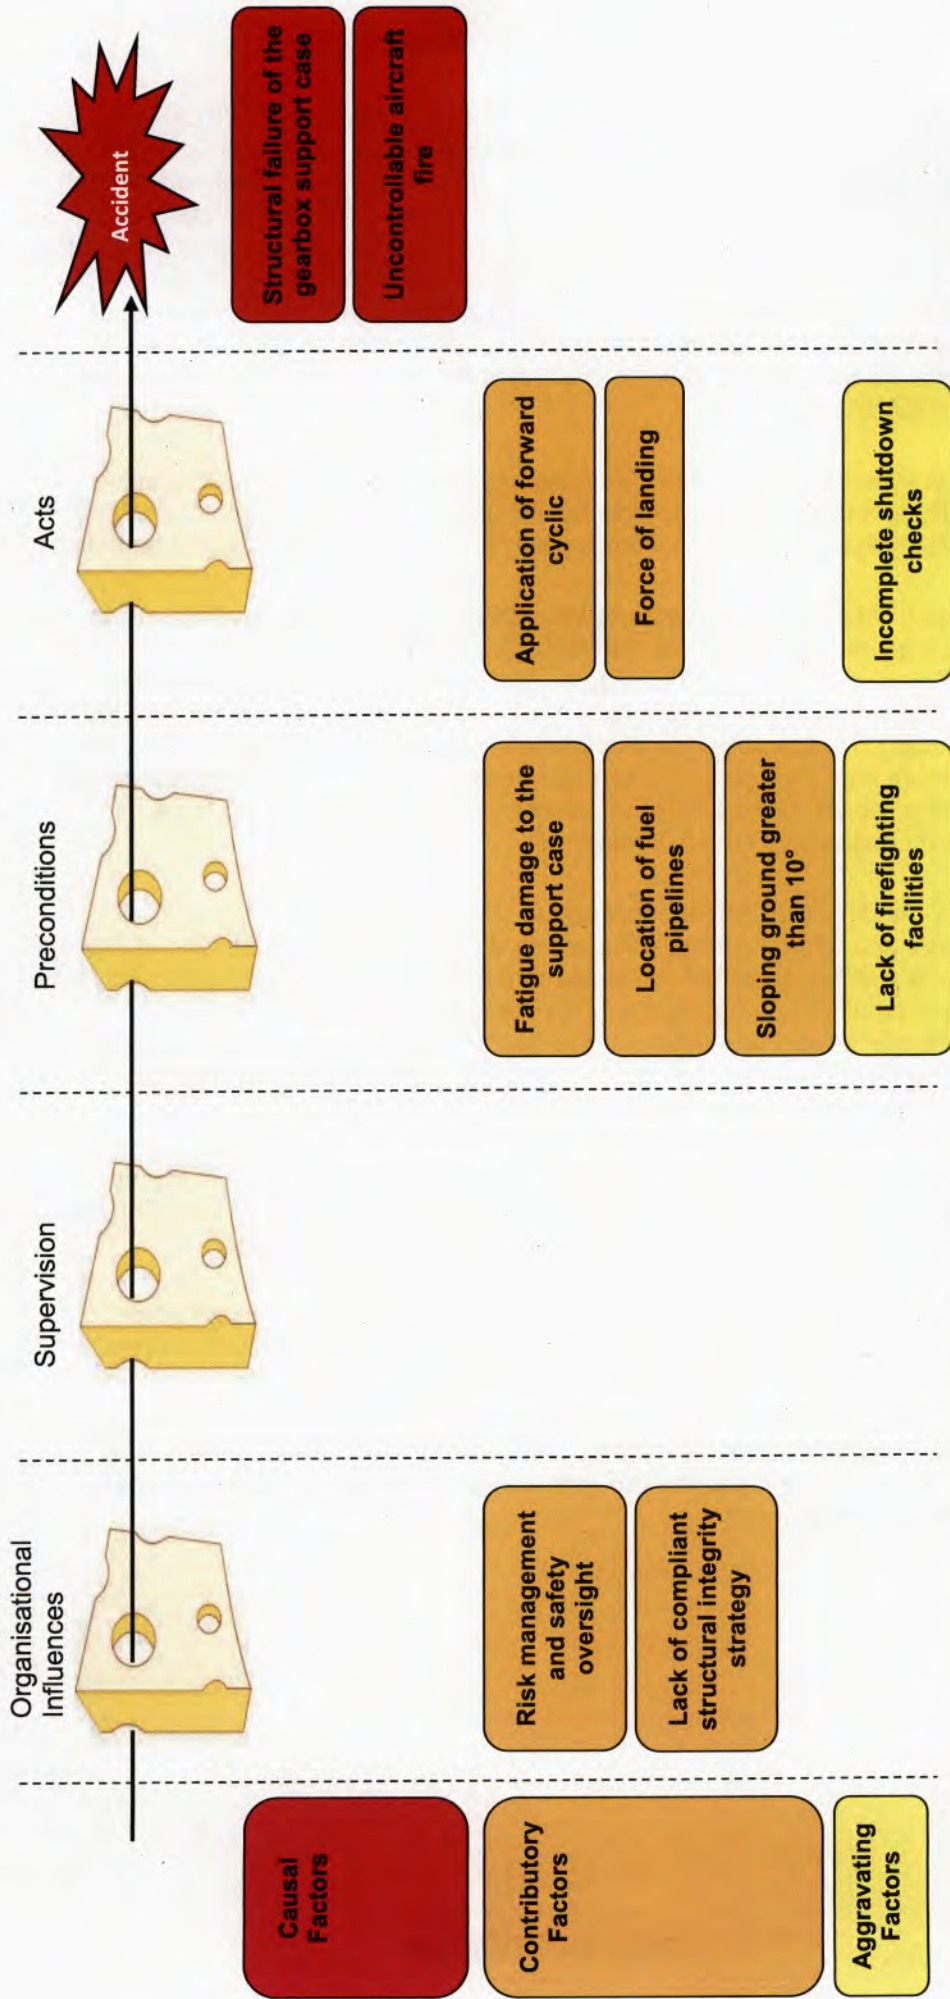 Organisational
Influences
Supervision
Preconditions
Acts
Accident
Causal
Factors
Structural failure of the
gearbox support case
Uncontrollable aircraft
fire
Contributory
Factors
Risk management
and safety
oversight
Lack of compliant
structural integrity
strategy
Fatigue damage to the
support case
Location of fuel
pipelines
Sloping ground greater
than 10°
Application of forward
cyclic
Force of landing
Aggravating
Factors
Lack of firefighting
facilities
Incomplete shutdown
checks